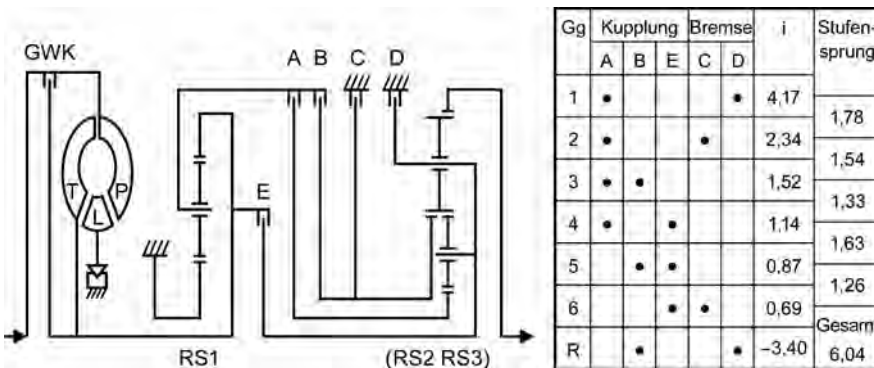 GWK
A B C D
T P
L
E
RS1
(RS2 RS3)
Gg Kupplung Bremse i Stufen-
sprung
A B E C D
1 • • 4,17
1,78
2 • • 2,34
1,54
3 • • 1,52
1,33
4 • • 1,14
1,63
5 • • 0,87
1,26
6 • • 0,69
Gesamt
R • • –3,40 6,04